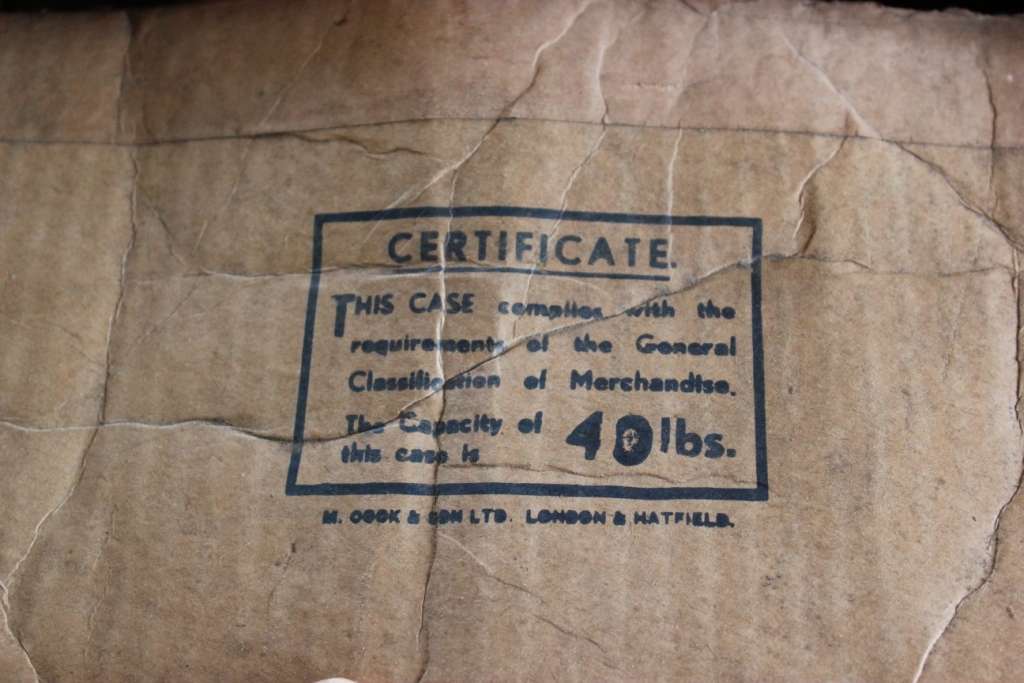 CERTIFICATE.
THIS CASE complies with the
requirements of the General
Classification of Merchandise.
The Capacity of
this case is 40 lbs.
M. COOK & SON LTD. LONDON & HATFIELD.